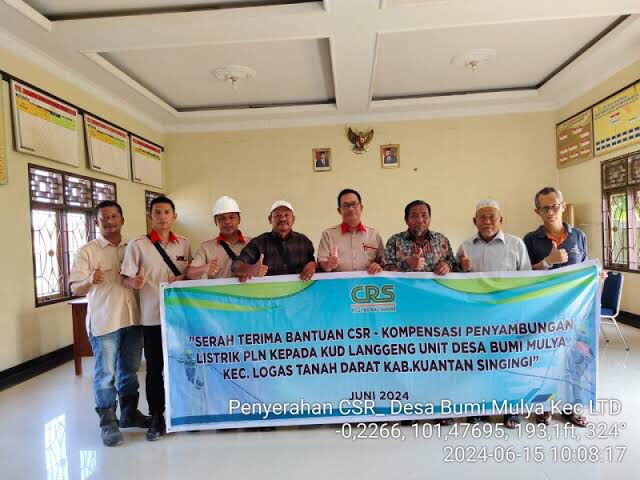 CRS
"SERAH TERIMA BANTUAN CSR - KOMPENSASI PENYAMBUNGAN
LISTRIK PLN KEPADA KUD LANGGENG UNIT DESA BUMI MULYA
KEC. LOGAS TANAH DARAT KAB.KUANTAN SINGINGI"
JUNI 2024
Penyerahan CSR_ Desa Bumi Mulya Kec LTD
-0,2266, 101,47695, 193,1ft, 324°
2024-06-15 10:08:17